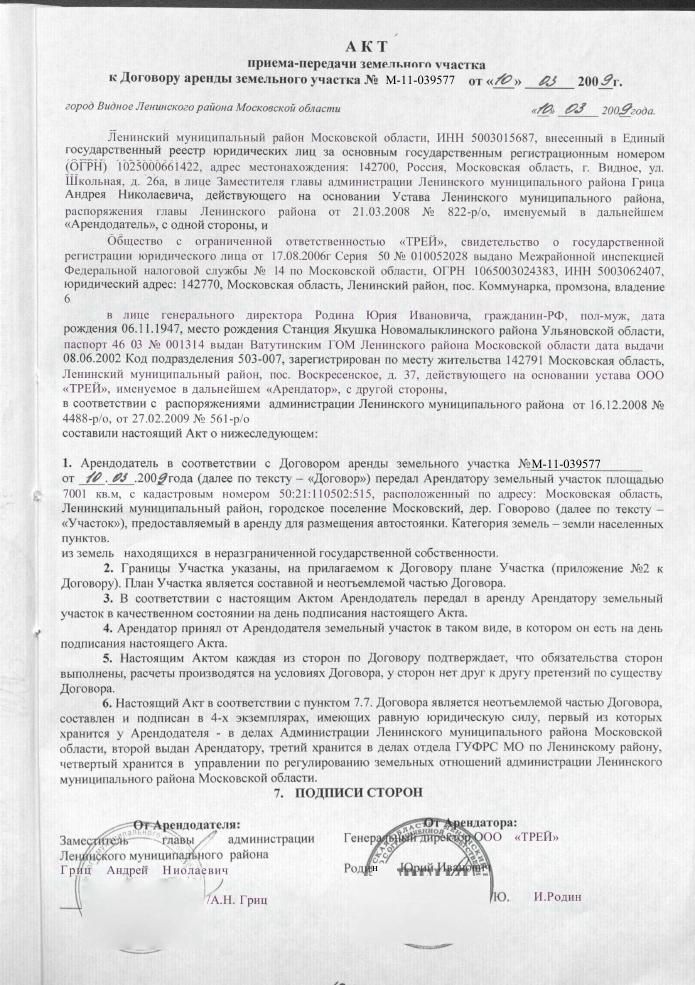 АКТ
приема-передачи земельного участка
к Договору аренды земельного участка № М-11-039577 от «10» 03 2009г.
город Видное Ленинского района Московской области «10» 03 2009года.
Ленинский муниципальный район Московской области, ИНН 5003015687, внесенный в Единый
государственный реестр юридических лиц за основным государственным регистрационным номером
(ОГРН) 1025000661422, адрес местонахождения: 142700, Россия, Московская область, г. Видное, ул.
Школьная, д. 26а, в лице Заместителя главы администрации Ленинского муниципального района Грица
Андрея Николаевича, действующего на основании Устава Ленинского муниципального района,
распоряжения главы Ленинского района от 21.03.2008 № 822-р/о, именуемый в дальнейшем
«Арендодатель», с одной стороны, и
Общество с ограниченной ответственностью «ТРЕЙ», свидетельство о государственной
регистрации юридического лица от 17.08.2006г Серия 50 № 010052028 выдано Межрайонной инспекцией
Федеральной налоговой службы № 14 по Московской области, ОГРН 1065003024383, ИНН 5003062407,
юридический адрес: 142770, Московская область, Ленинский район, пос. Коммунарка, промзона, владение
6
в лице генерального директора Родина Юрия Ивановича, гражданин-РФ, пол-муж, дата
рождения 06.11.1947, место рождения Станция Якушка Новомалыклинского района Ульяновской области,
паспорт 46 03 № 001314 выдан Ватутинским ГОМ Ленинского района Московской области дата выдачи
08.06.2002 Код подразделения 503-007, зарегистрирован по месту жительства 142791 Московская область,
Ленинский муниципальный район, пос. Воскресенское, д. 37, действующего на основании устава ООО
«ТРЕЙ», именуемое в дальнейшем «Арендатор», с другой стороны,
в соответствии с распоряжениями администрации Ленинского муниципального района от 16.12.2008 №
4488-р/о, от 27.02.2009 № 561-р/о
составили настоящий Акт о нижеследующем:
1. Арендодатель в соответствии с Договором аренды земельного участка №М-11-039577
от 10.03.2009года (далее по тексту – «Договор») передал Арендатору земельный участок площадью
7001 кв.м, с кадастровым номером 50:21:110502:515, расположенный по адресу: Московская область,
Ленинский муниципальный район, городское поселение Московский, дер. Говорово (далее по тексту –
«Участок»), предоставляемый в аренду для размещения автостоянки. Категория земель – земли населенных
пунктов.
из земель находящихся в неразграниченной государственной собственности.
2. Границы Участка указаны, на прилагаемом к Договору плане Участка (приложение №2 к
Договору). План Участка является составной и неотъемлемой частью Договора.
3. В соответствии с настоящим Актом Арендодатель передал в аренду Арендатору земельный
участок в качественном состоянии на день подписания настоящего Акта.
4. Арендатор принял от Арендодателя земельный участок в таком виде, в котором он есть на день
подписания настоящего Акта.
5. Настоящим Актом каждая из сторон по Договору подтверждает, что обязательства сторон
выполнены, расчеты производятся на условиях Договора, у сторон нет друг к другу претензий по существу
Договора.
6. Настоящий Акт в соответствии с пунктом 7.7. Договора является неотъемлемой частью Договора,
составлен и подписан в 4-х экземплярах, имеющих равную юридическую силу, первый из которых
хранится у Арендодателя - в делах Администрации Ленинского муниципального района Московской
области, второй выдан Арендатору, третий хранится в делах отдела ГУФРС МО по Ленинскому району,
четвертый хранится в управлении по регулированию земельных отношений администрации Ленинского
муниципального района Московской области.
7. ПОДПИСИ СТОРОН
От Арендодателя:
Заместитель главы администрации
Ленинского муниципального района
Гриц Андрей Ниолаевич
/А.Н. Гриц
От Арендатора:
Генеральный директор ООО «ТРЕЙ»
Родин Юрий Иванович
/Ю. И.Родин